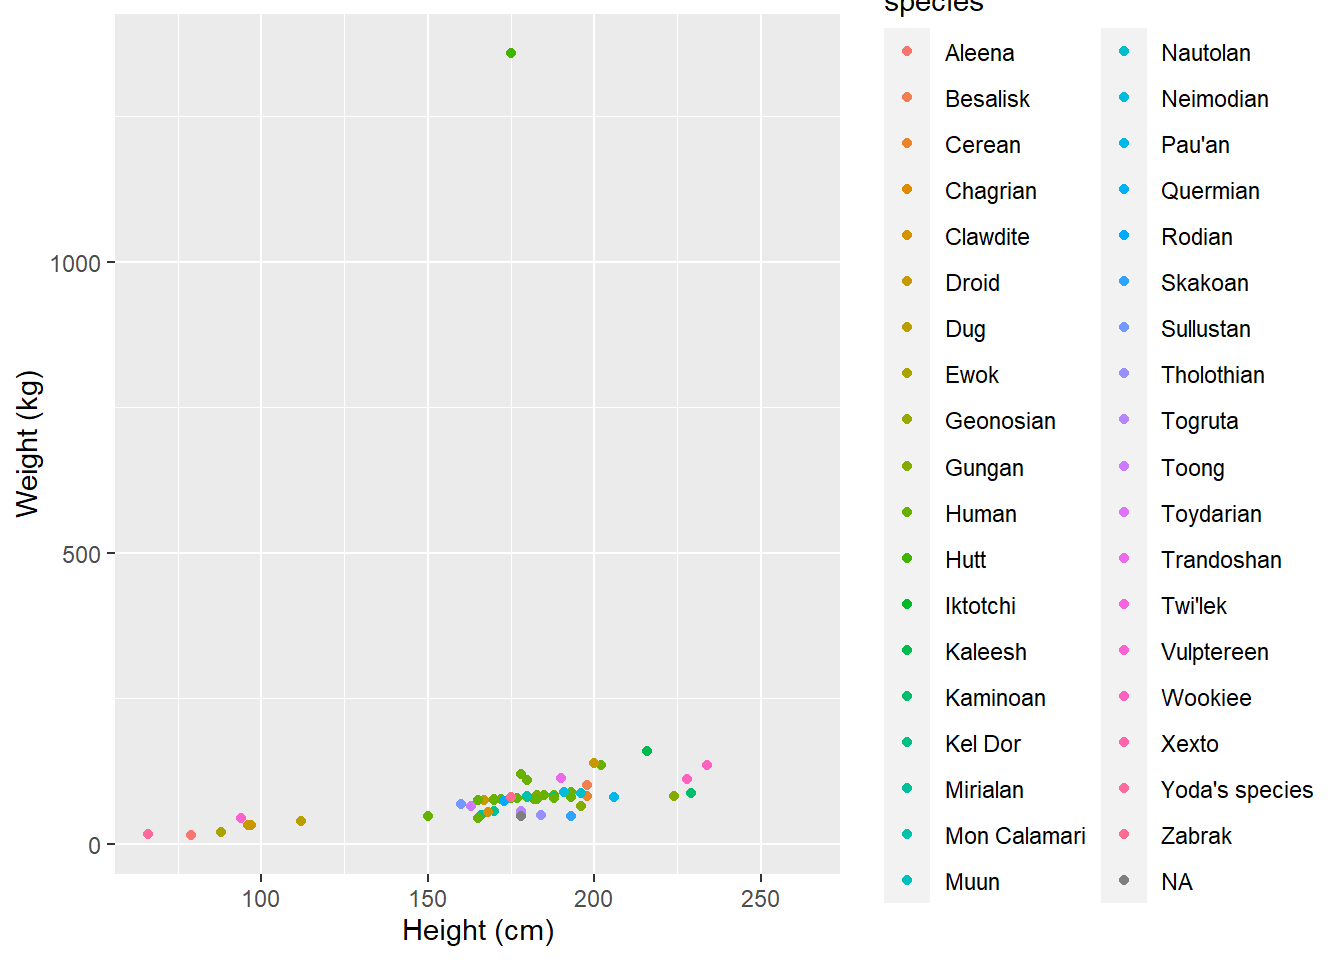 species
Aleena
Besalisk
Cerean
Chagrian
Clawdite
Droid
Dug
Ewok
Geonosian
Gungan
Human
Hutt
Iktotchi
Kaleesh
Kaminoan
Kel Dor
Mirialan
Mon Calamari
Muun
Nautolan
Neimodian
Pau'an
Quermian
Rodian
Skakoan
Sullustan
Tholothian
Togruta
Toong
Toydarian
Trandoshan
Twi'lek
Vulptereen
Wookiee
Xexto
Yoda's species
Zabrak
NA
Weight (kg)
1000
500
0
100 150 200 250
Height (cm)